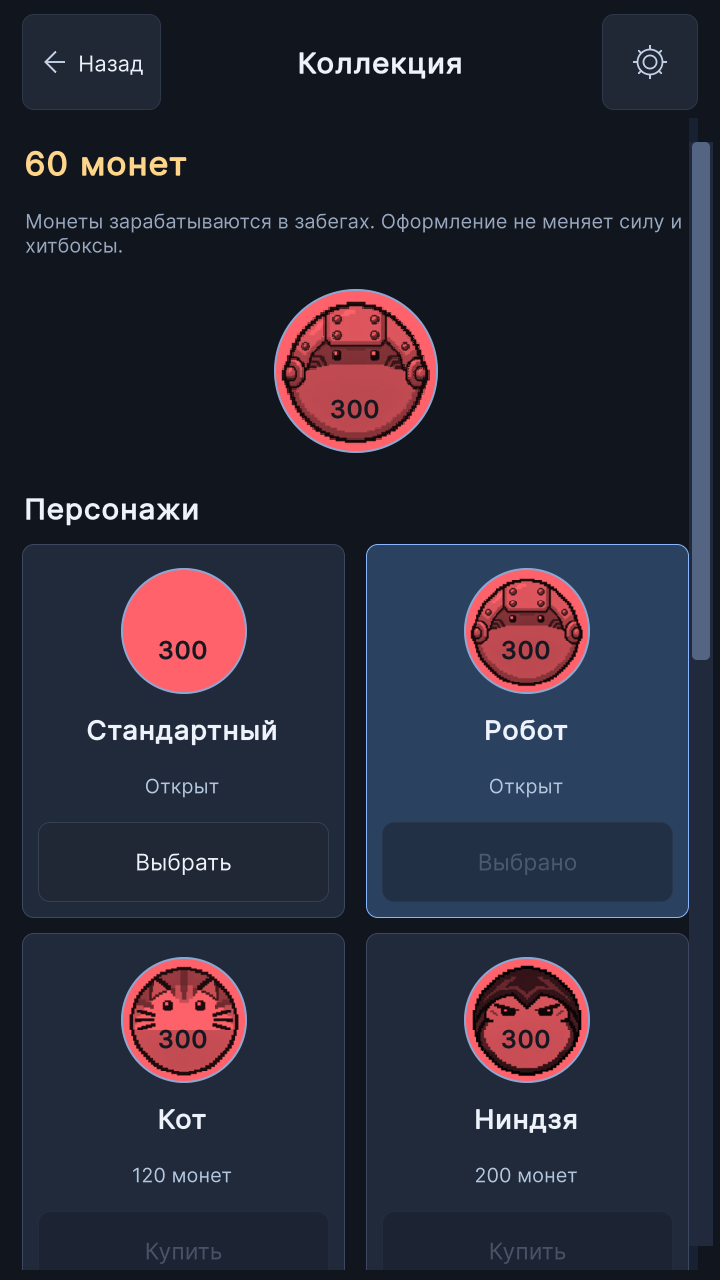 Назад
Коллекция
60 монет
Монеты зарабатываются в забегах. Оформление не меняет силу и
хитбоксы.
300
Персонажи
300
Стандартный
Открыт
Выбрать
300
Робот
Открыт
Выбрано
300
Кот
120 монет
Купить
300
Ниндзя
200 монет
Купить